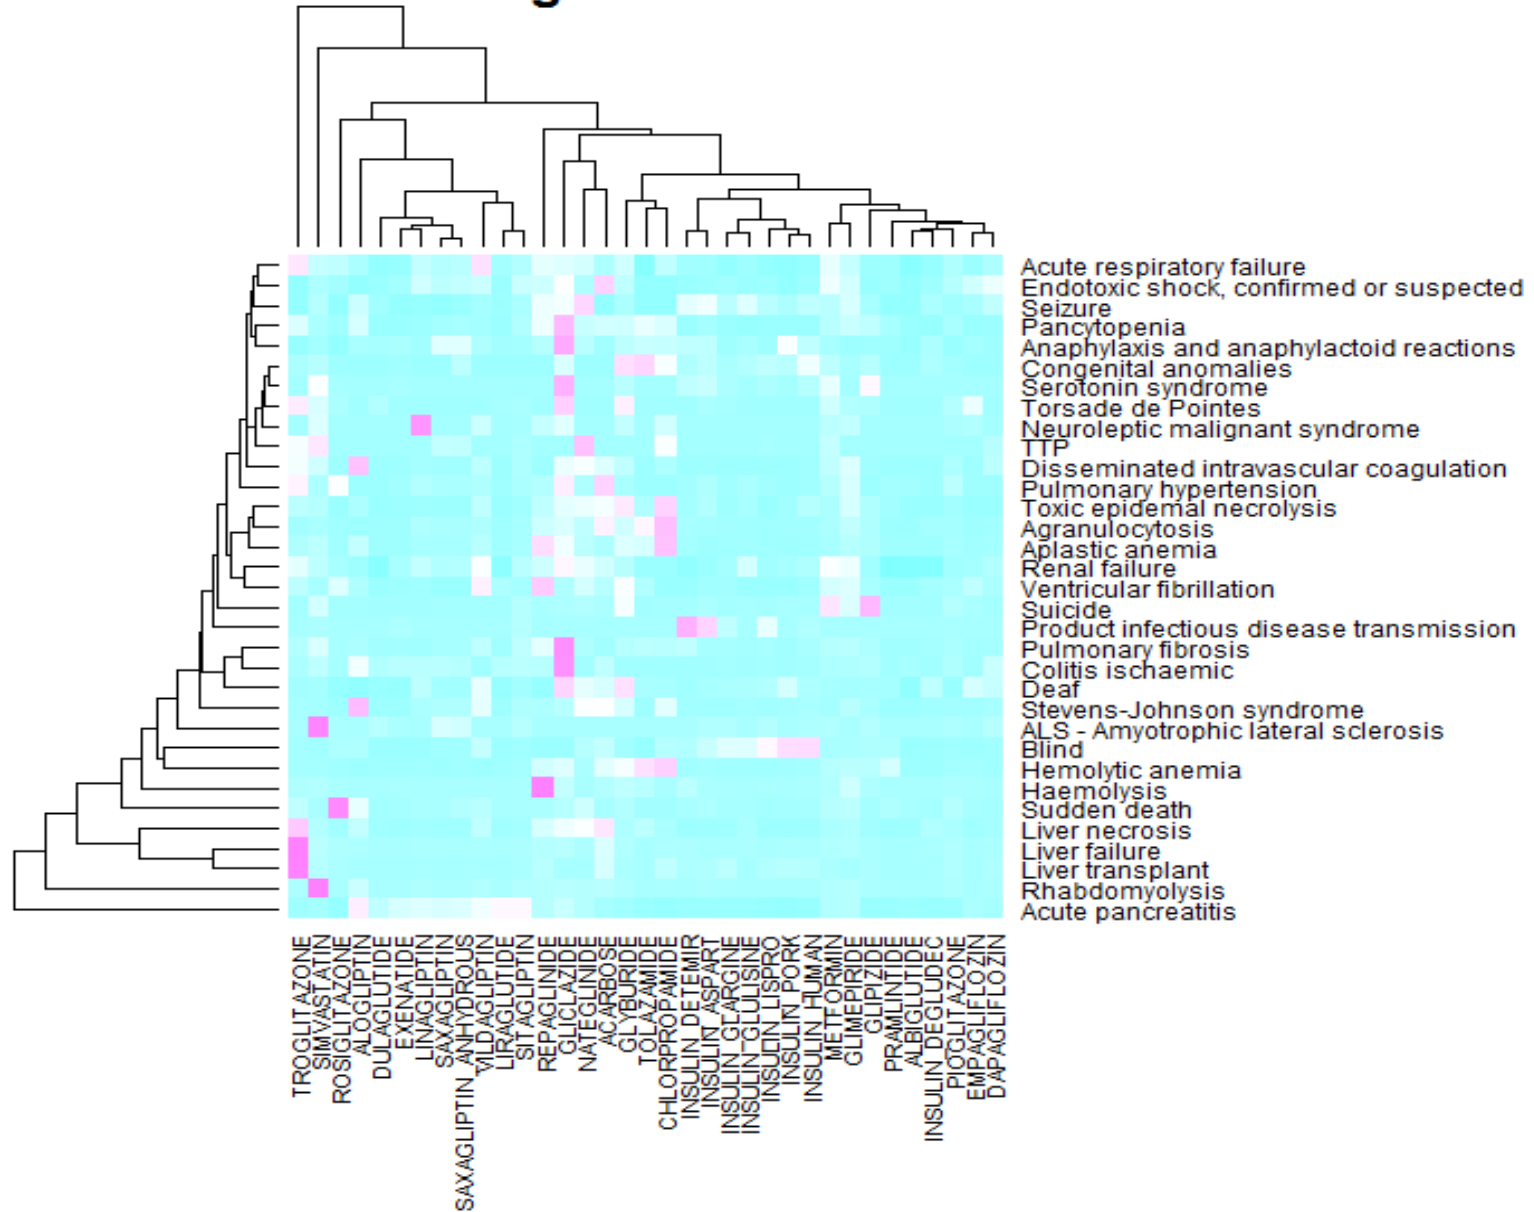 g
Acute respiratory failure
Endotoxic shock, confirmed or suspected
Seizure
Pancytopenia
Anaphylaxis and anaphylactoid reactions
Congenital anomalies
Serotonin syndrome
Torsade de Pointes
Neuroleptic malignant syndrome
TTP
Disseminated intravascular coagulation
Pulmonary hypertension
Toxic epidemal necrolysis
Agranulocytosis
Aplastic anemia
Renal failure
Ventricular fibrillation
Suicide
Product infectious disease transmission
Pulmonary fibrosis
Colitis ischaemic
Deaf
Stevens-Johnson syndrome
ALS - Amyotrophic lateral sclerosis
Blind
Hemolytic anemia
Haemolysis
Sudden death
Liver necrosis
Liver failure
Liver transplant
Rhabdomyolysis
Acute pancreatitis
TROGLITAZONE
SIMVASTATIN
ROSIGLITAZONE
ALOGLIPTIN
DULAGLUTIDE
EXENATIDE
LINAGLIPTIN
SAXAGLIPTIN
SAXAGLIPTIN_ANHYDROUS
VILDAGLIPTIN
LIRAGLUTIDE
SITAGLIPTIN
REPAGLINIDE
GLICLAZIDE
NATEGLINIDE
ACARBOSE
GLYBURIDE
TOLAZAMIDE
CHLORPROPAMIDE
INSULIN_DETEMIR
INSULIN_ASPART
INSULIN_GLARGINE
INSULIN_GLULISINE
INSULIN_LISPRO
INSULIN_PORK
INSULIN_HUMAN
METFORMIN
GLIMEPIRIDE
GLIPIZIDE
PRAMLINTIDE
ALBIGLUTIDE
INSULIN_DEGLUDEC
PIOGLITAZONE
EMPAGLIFLOZIN
DAPAGLIFLOZIN